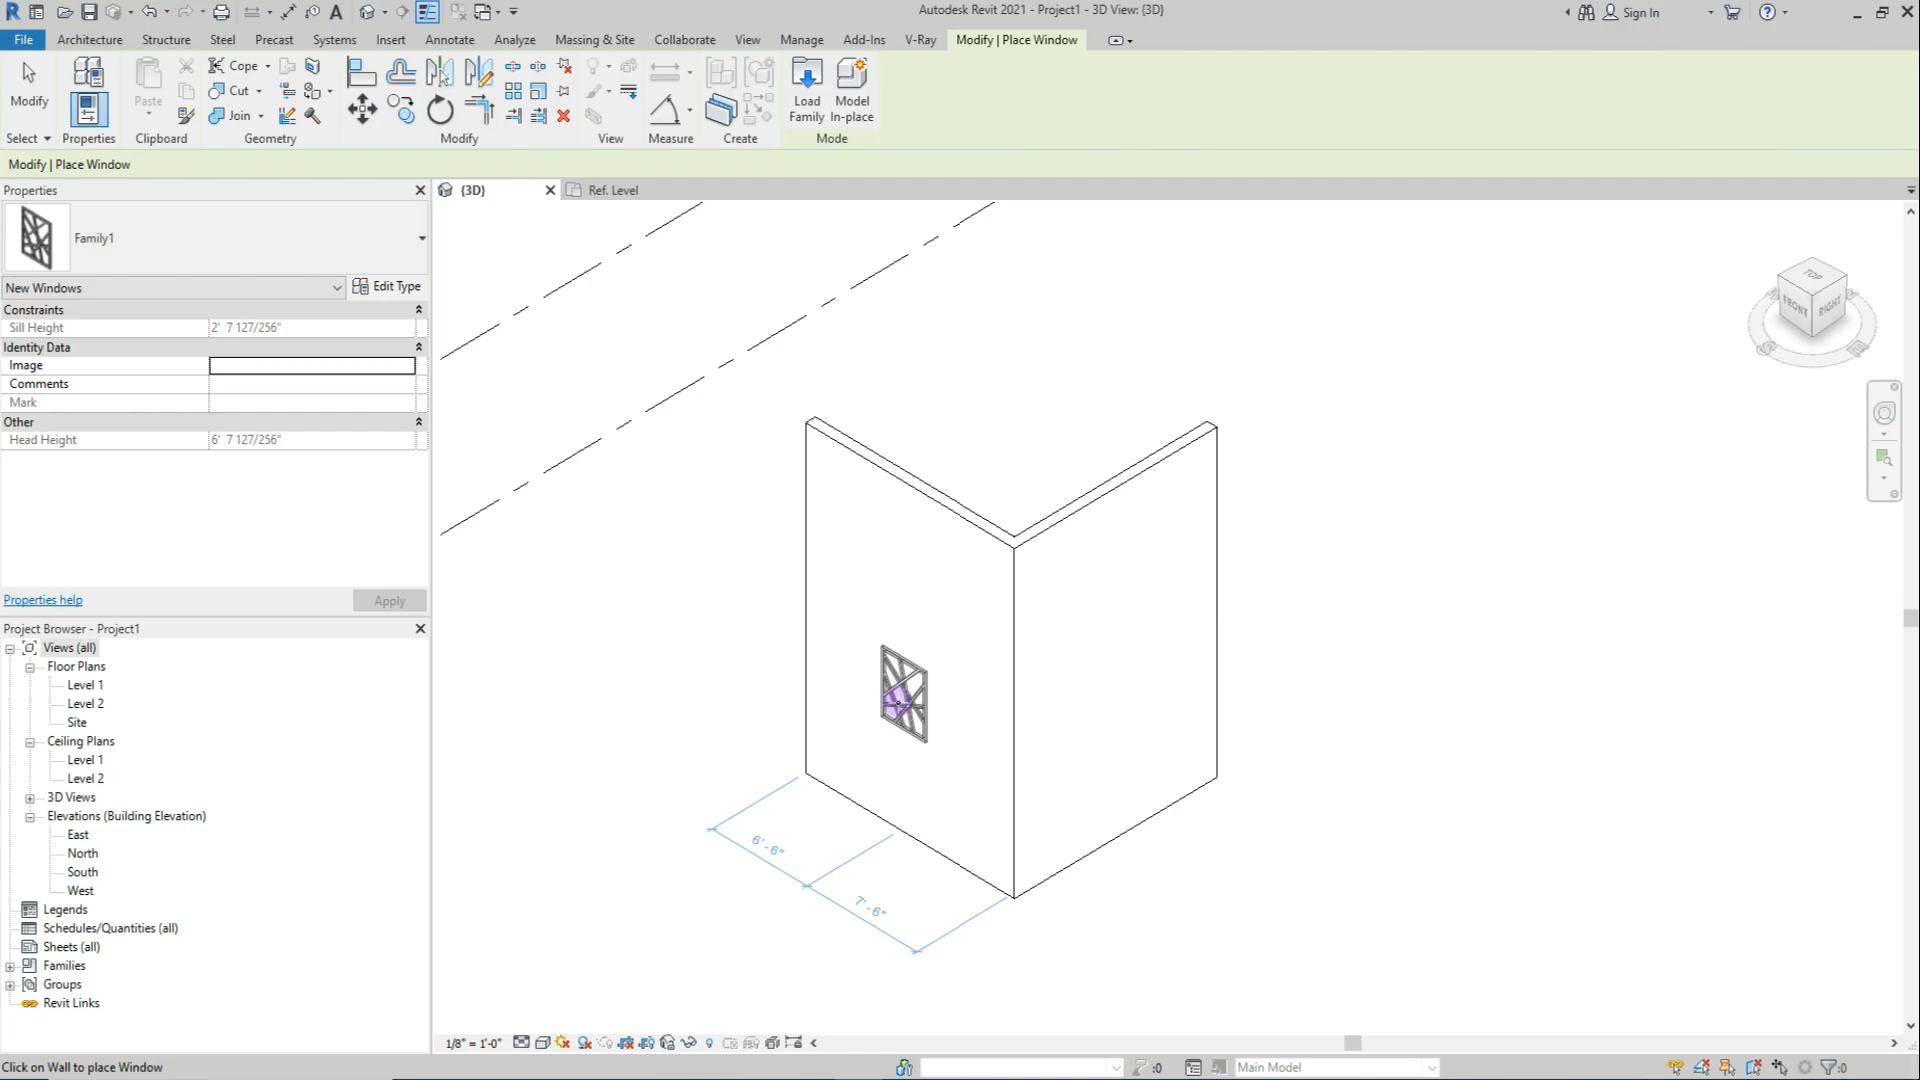 Autodesk Revit 2021 - Project1 - 3D View: {3D}
Sign In
File
Architecture
Structure
Steel
Precast
Systems
Insert
Annotate
Analyze
Massing & Site
Collaborate
View
Manage
Add-Ins
V-Ray
Modify | Place Window
Modify
Paste
Cope
Cut
Join
Load
Family
Model
In-place
Select
Properties
Clipboard
Geometry
Modify
View
Measure
Create
Mode
Modify | Place Window
Properties
{3D}
Ref. Level
Family1
New Windows
Edit Type
Constraints
Sill Height 2' 7 127/256"
Identity Data
Image
Comments
Mark
Other
Head Height 6' 7 127/256"
Properties help
Apply
Project Browser - Project1
Views (all)
Floor Plans
Level 1
Level 2
Site
Ceiling Plans
Level 1
Level 2
3D Views
Elevations (Building Elevation)
East
North
South
West
Legends
Schedules/Quantities (all)
Sheets (all)
Families
Groups
Revit Links
TOP
FRONT
RIGHT
S
E
6' - 6"
7' - 6"
1/8" = 1'-0"
Click on Wall to place Window
:0
Main Model
:0